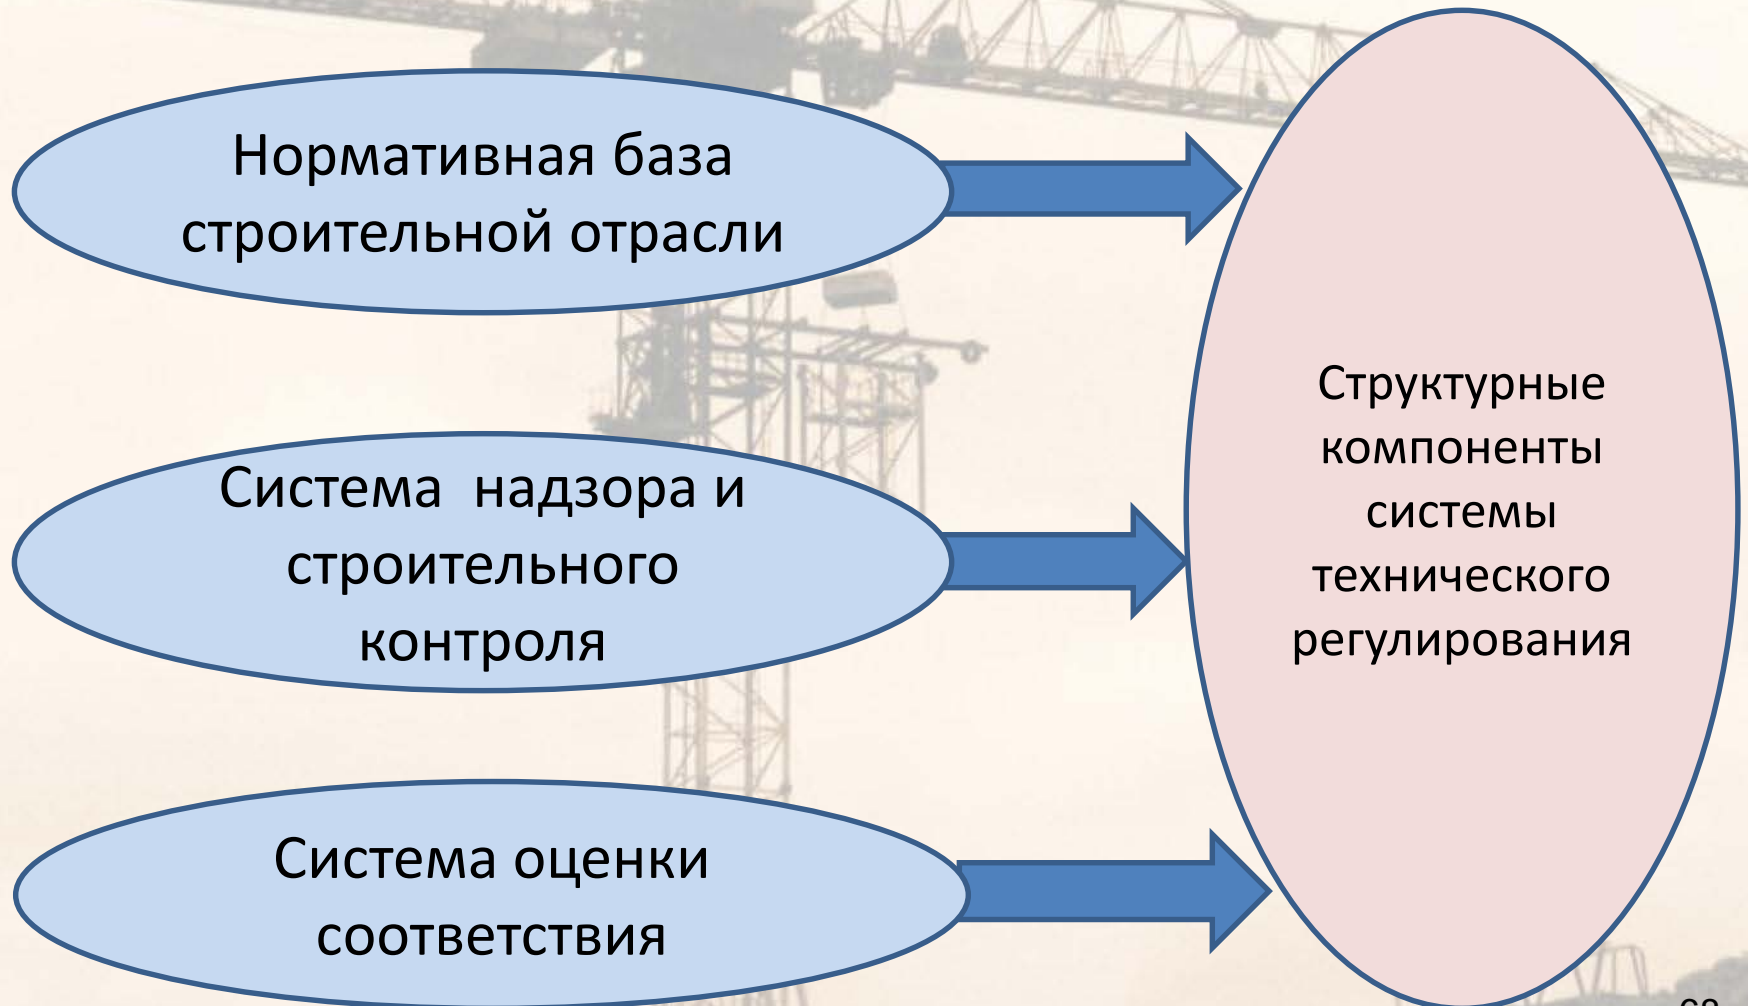 Нормативная база
строительной отрасли
Система надзора и
строительного
контроля
Система оценки
соответствия
Структурные
компоненты
системы
технического
регулирования